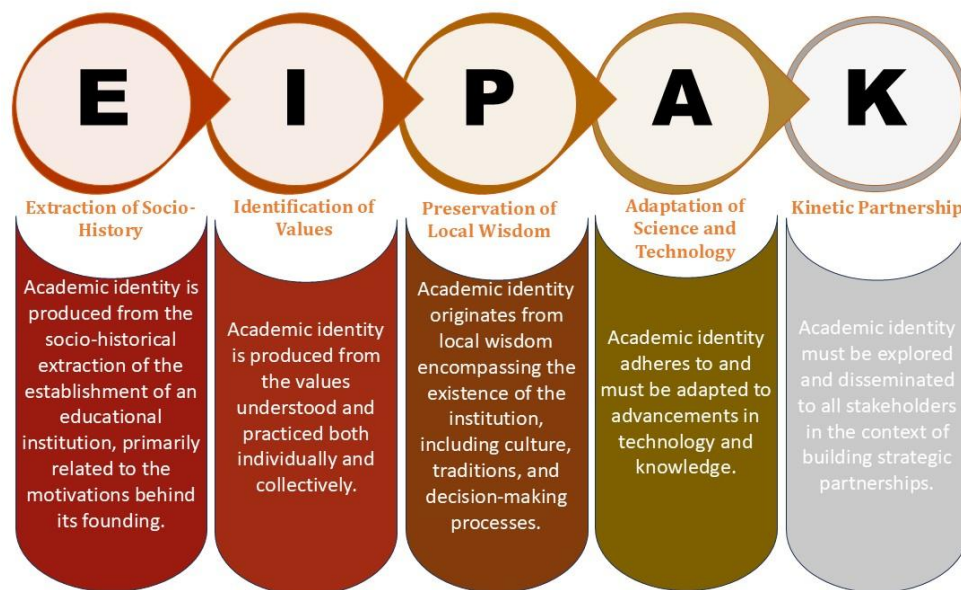 E
I
P
A
K
Extraction of Socio-
History
Identification of
Values
Preservation of
Local Wisdom
Adaptation of
Science and
Technology
Kinetic Partnership
Academic identity is
produced from the
socio-historical
extraction of the
establishment of an
educational
institution, primarily
related to the
motivations behind
its founding.
Academic identity
is produced from
the values
understood and
practiced both
individually and
collectively.
Academic identity
originates from
local wisdom
encompassing the
existence of the
institution,
including culture,
traditions, and
decision-making
processes.
Academic identity
adheres to and
must be adapted to
advancements in
technology and
knowledge.
Academic identity
must be explored
and disseminated
to all stakeholders
in the context of
building strategic
partnerships.